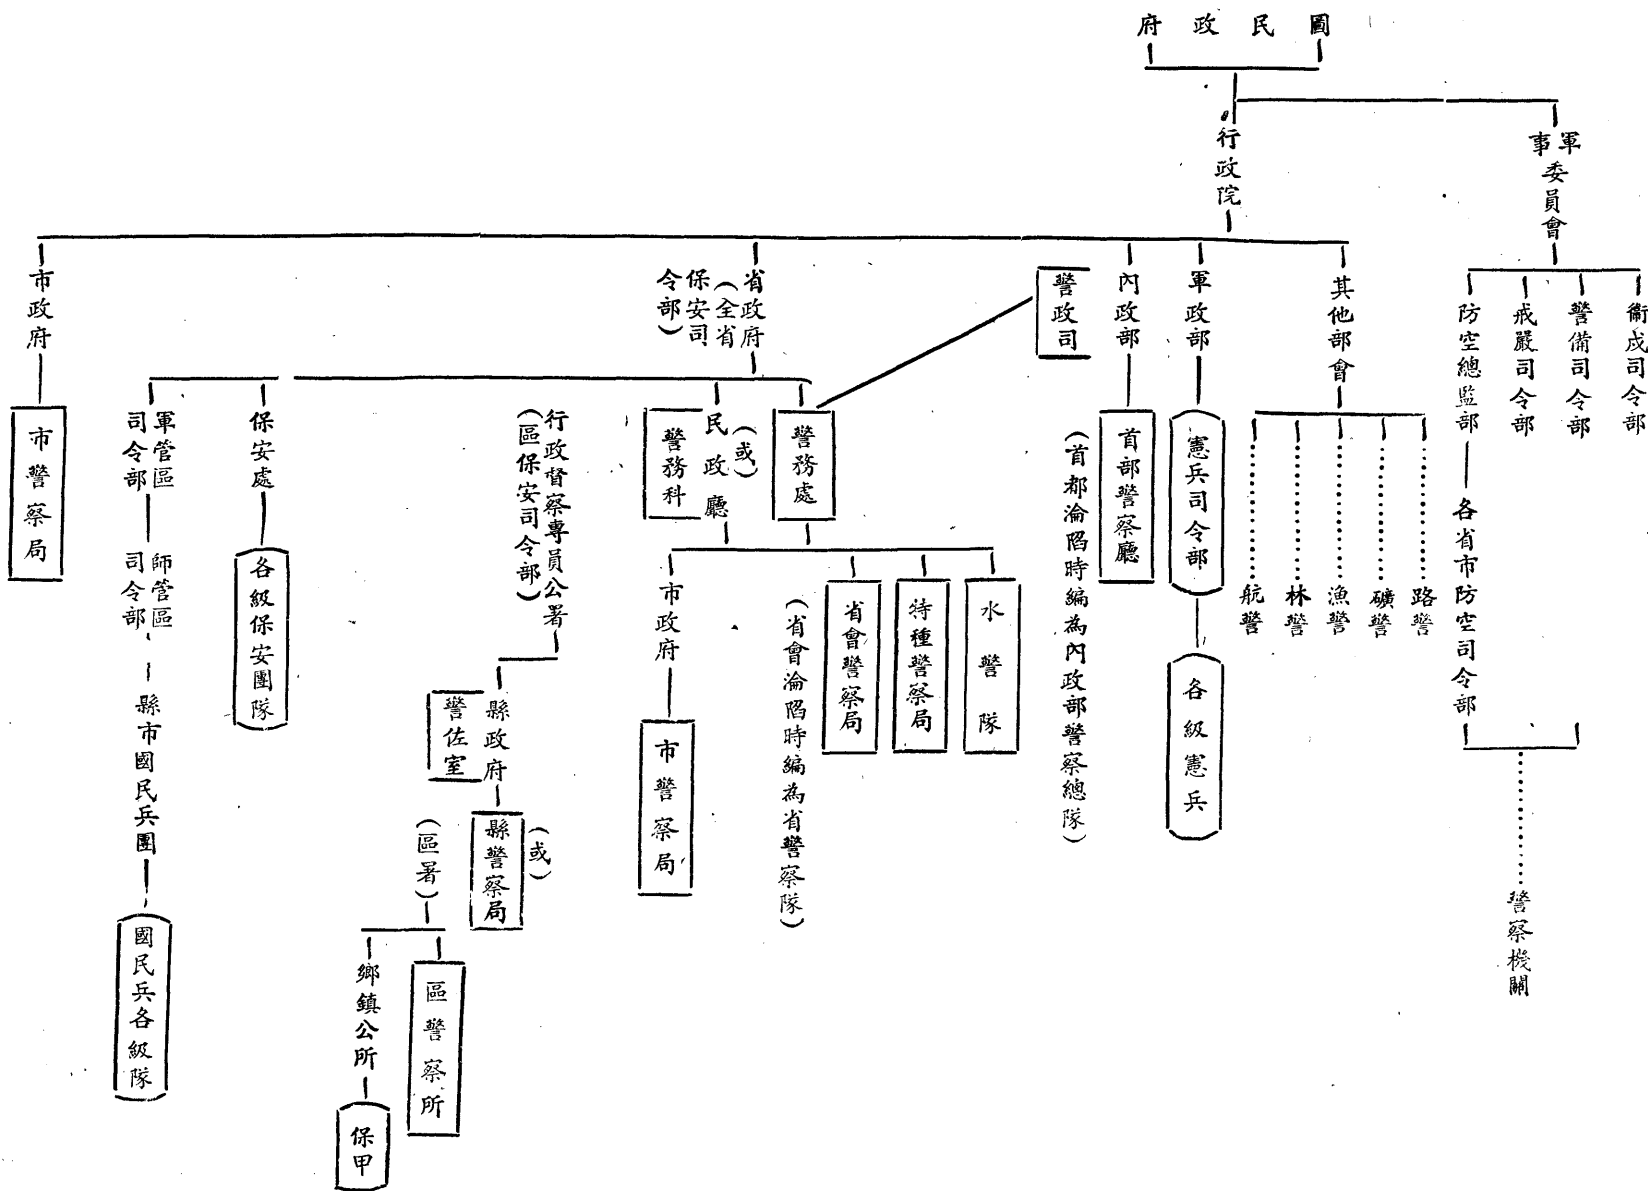 國民政府
行政院
軍事委員會
衞戍司令部
警備司令部
戒嚴司令部
防空總監部
各省市防空司令部
警察機關
其他部會
路警
礦警
漁警
林警
航警
軍政部
憲兵司令部
各級憲兵
內政部
警政司
首部警察廳
(首都淪陷時編為內政部警察總隊)
省政府
(全省
保安司
令部)
警務處
(或)
民政廳
警務科
水警隊
特種警察局
省會警察局
(省會淪陷時編為省警察隊)
市政府
市警察局
行政督察專員公署
(區保安司令部)
縣政府
警佐室
(或)
縣警察局
(區署)
區警察所
鄉鎮公所
保甲
保安處
各級保安團隊
軍管區
司令部
師管區
司令部
縣市國民兵團
國民兵各級隊
市政府
市警察局